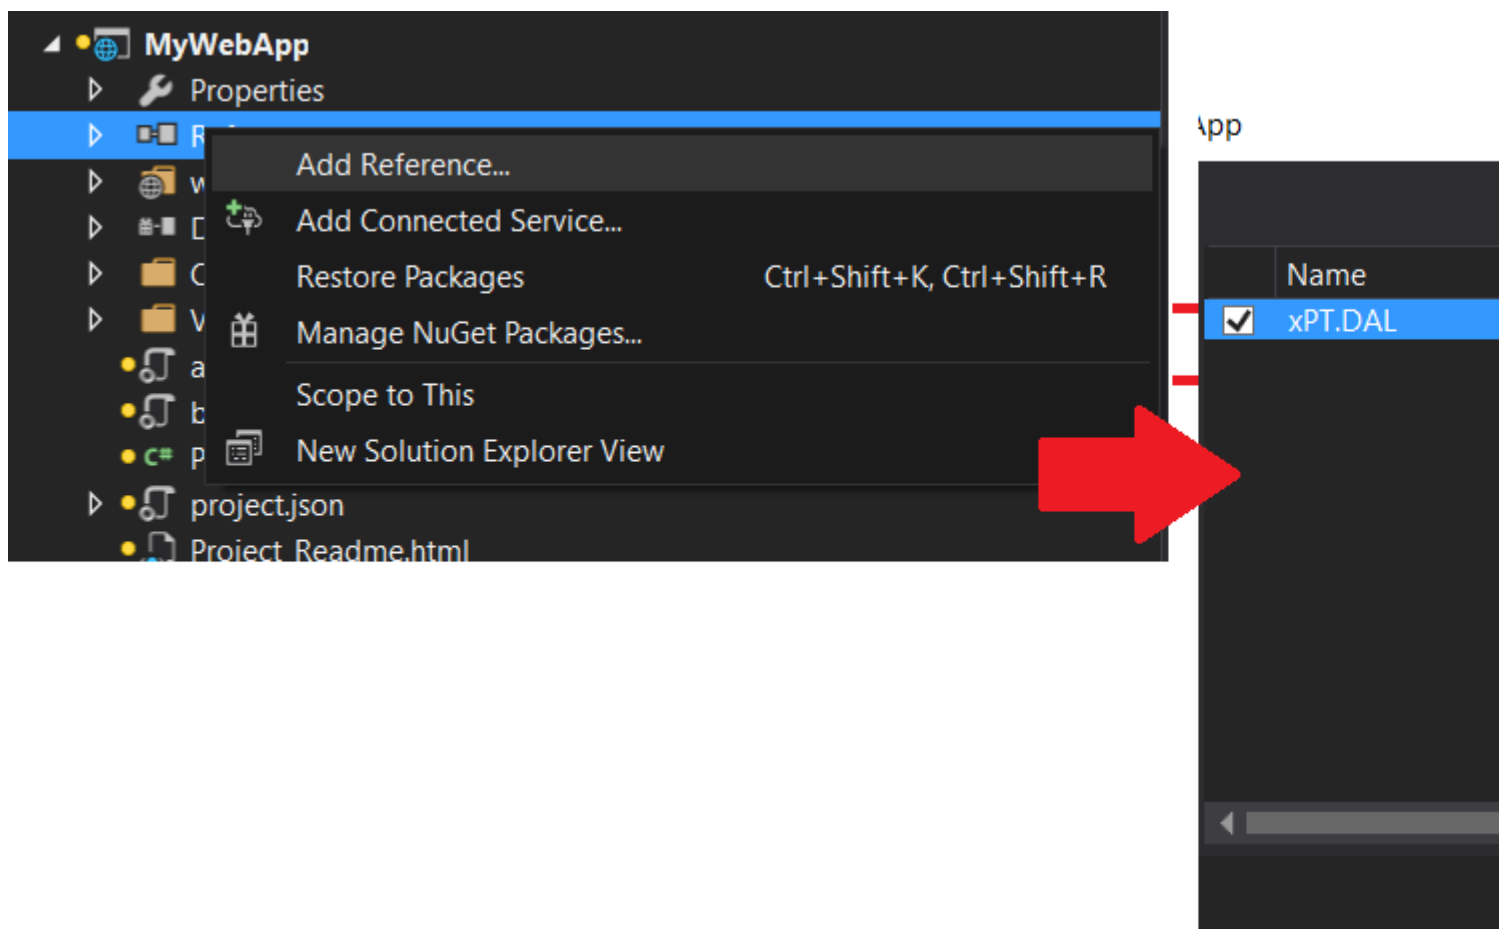 MyWebApp
Properties
Add Reference...
Add Connected Service...
Restore Packages Ctrl+Shift+K, Ctrl+Shift+R
Manage NuGet Packages...
Scope to This
New Solution Explorer View
C#
project.json
Project_Readme.html
App
Name
xPT.DAL